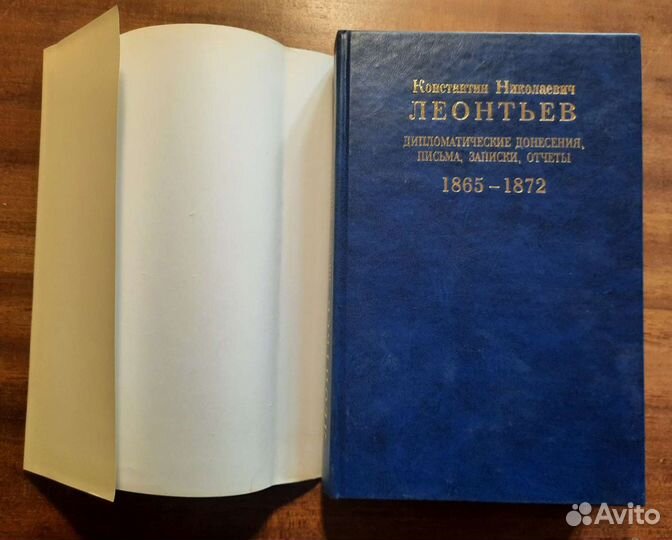 Константин Николаевич
ЛЕОНТЬЕВ
ДИПЛОМАТИЧЕСКИЕ ДОНЕСЕНИЯ,
ПИСЬМА, ЗАПИСКИ, ОТЧЕТЫ
1865–1872
Avito